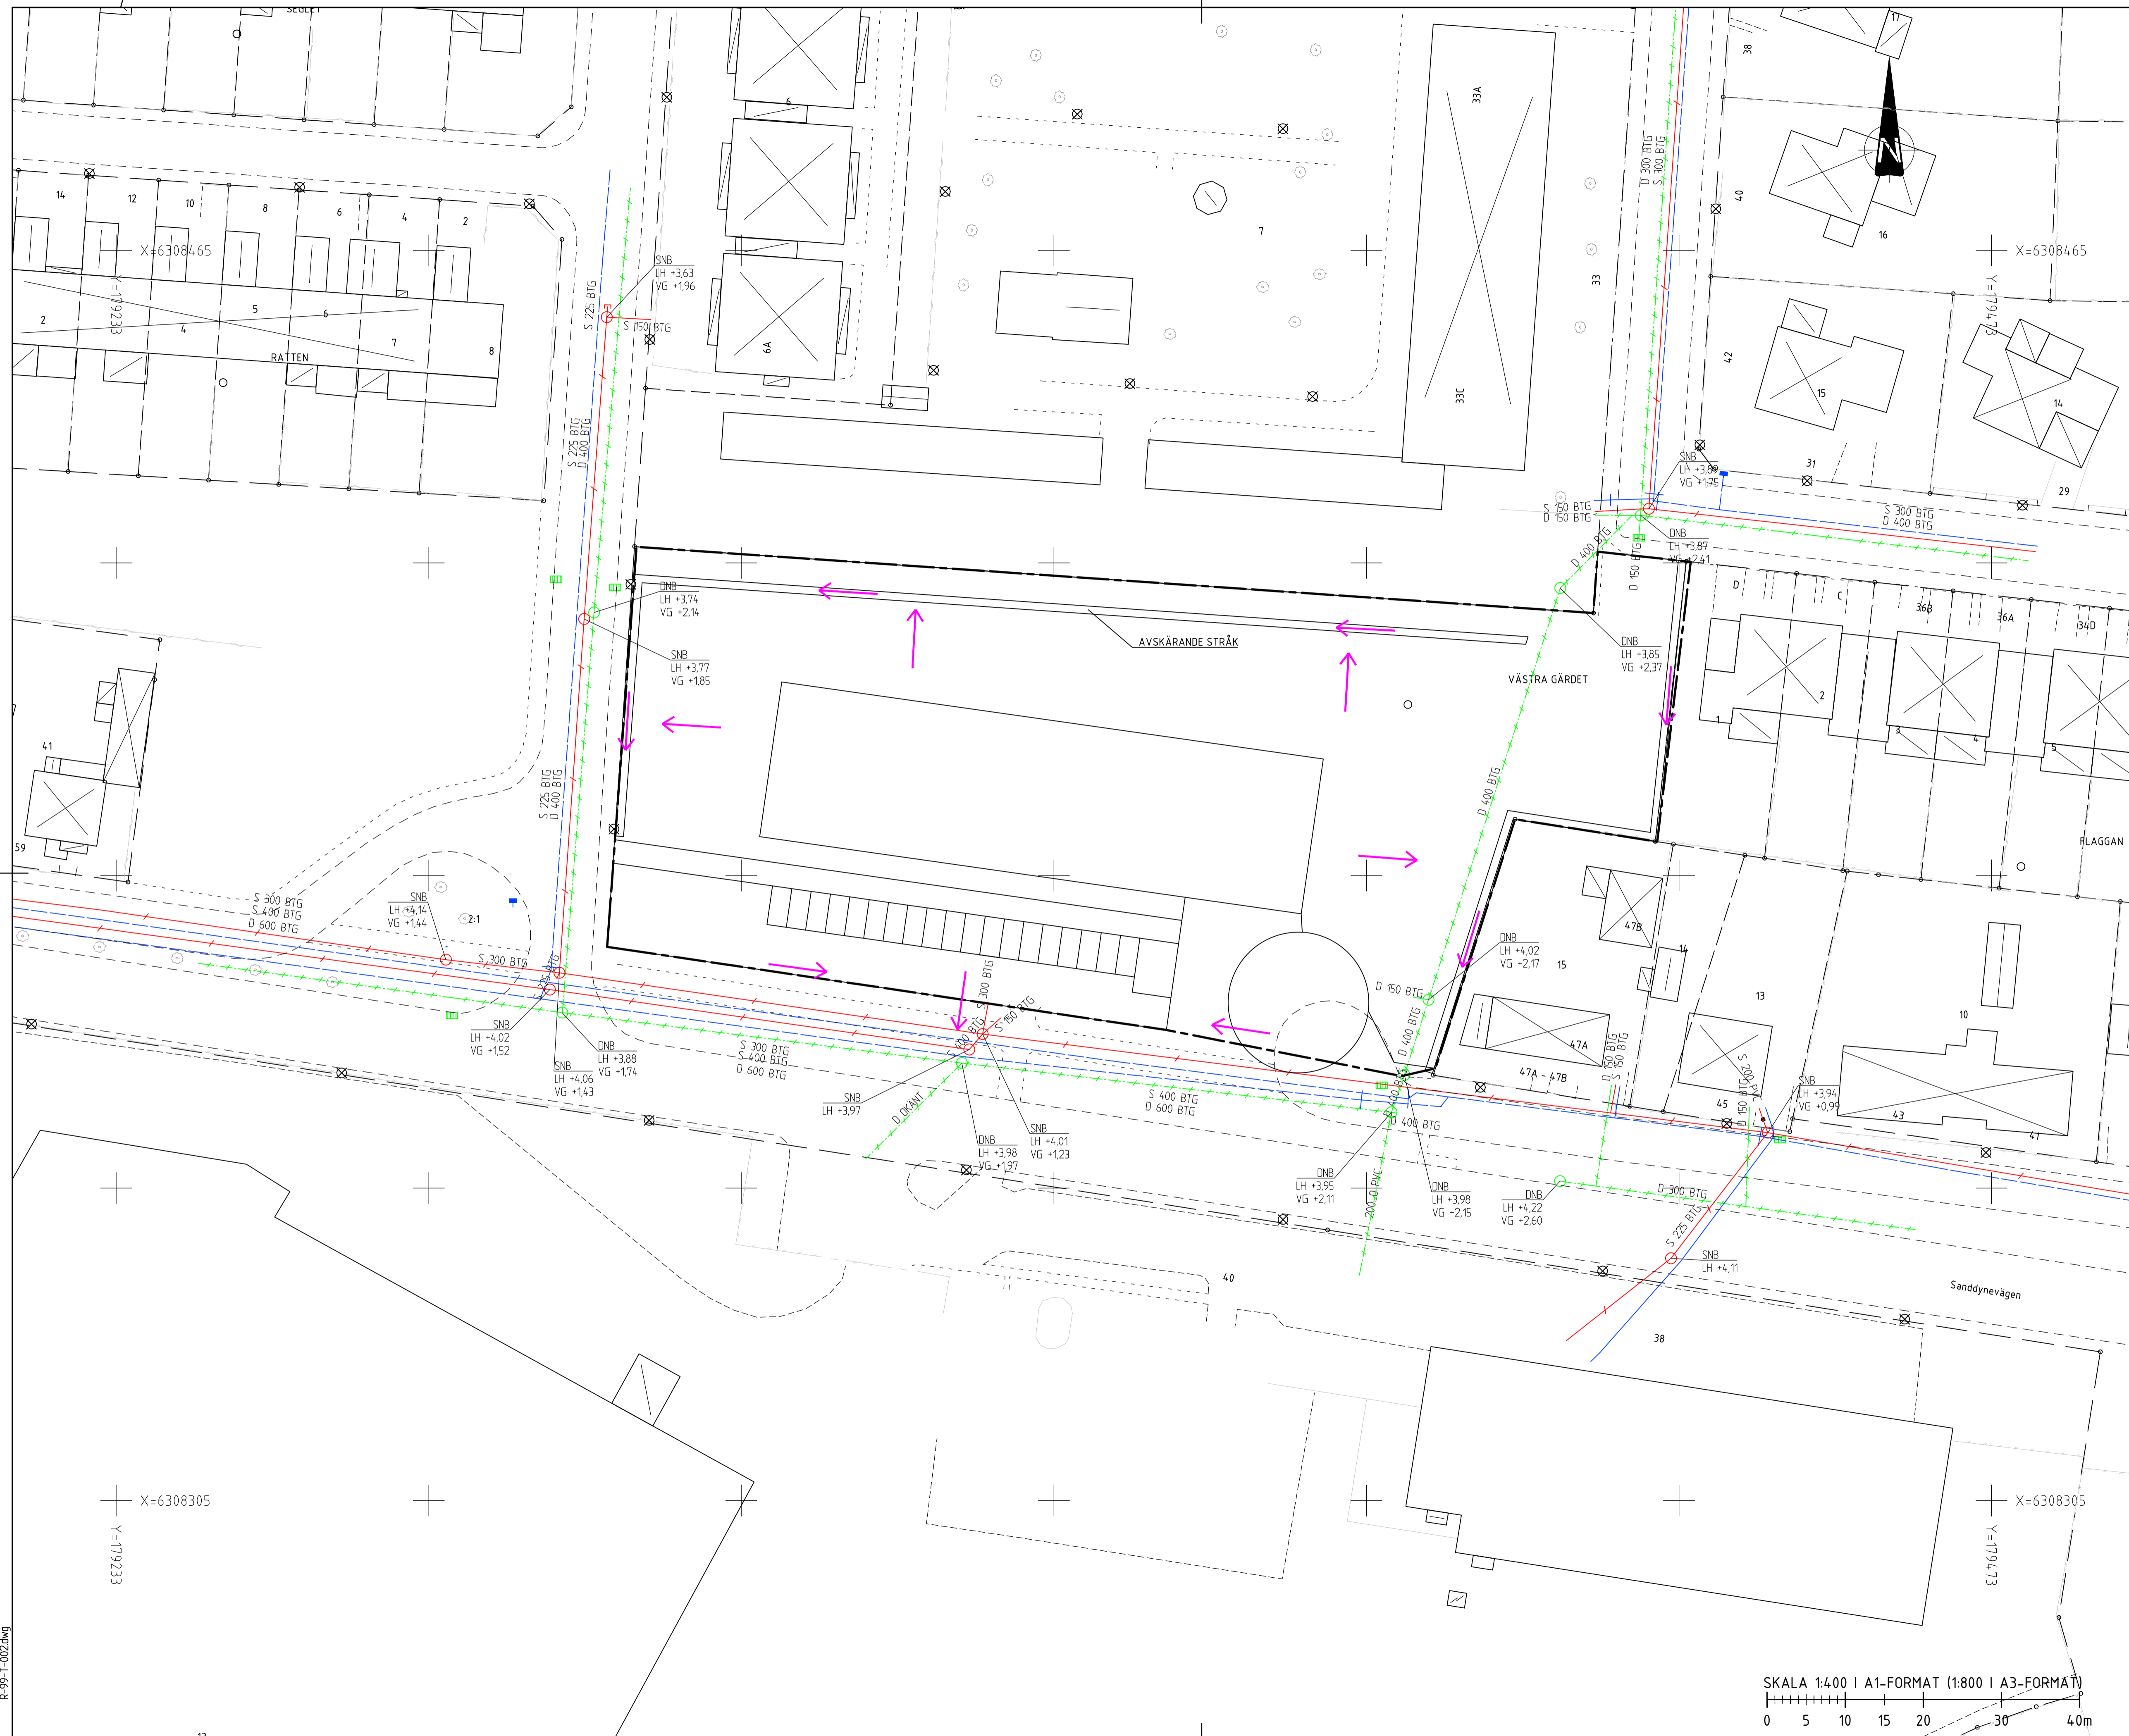 SEGLET
17
38
6
33A
D 300 BTG
S 300 BTG
14
12
10
8
6
4
2
40
7
16
X=6308465
X=6308465
Y=179233
Y=179473
SNB
LH +3,63
VG +1,96
33
S 225 BTG
S 150 BTG
2
4
5
6
7
8
RATTEN
6A
42
15
14
33C
S 225 BTG
D 400 BTG
SNB
VG +1,75
31
29
S 150 BTG
D 150 BTG
S 300 BTG
D 400 BTG
DNB
LH +3,87
VG +2,41
D 400 BTG
D 150 BTG
DNB
LH +3,74
VG +2,14
D
C
36B
36A
34D
AVSKÄRANDE STRÅK
DNB
LH +3,85
VG +2,37
SNB
LH +3,77
VG +1,85
VÄSTRA GÄRDET
2
1
3
4
5
41
S 225 BTG
D 400 BTG
D 400 BTG
59
FLAGGAN
S 300 BTG
S 400 BTG
D 600 BTG
SNB
LH +4,14
VG +1,44
2:1
47B
14
DNB
LH +4,02
VG +2,17
15
S 300 BTG
S 225 BTG
S 300 BTG
D 150 BTG
13
10
SNB
LH +4,02
VG +1,52
S 150 BTG
S 400 BTG
D 400 BTG
DNB
LH +3,88
VG +1,74
S 300 BTG
S 400 BTG
D 600 BTG
47A
47A - 47B
D 150 BTG
S 150 BTG
S 200 PVC
SNB
LH +4,06
VG +1,43
SNB
LH +3,97
D OKÄNT
S 400 BTG
D 600 BTG
D 400 BTG
D 400 BTG
45
D 150 BTG
SNB
LH +3,94
VG +0,99
43
41
SNB
LH +4,01
VG +1,23
DNB
LH +3,98
VG +1,97
DNB
LH +3,95
VG +2,11
200.0 PVC
DNB
LH +3,98
VG +2,15
DNB
LH +4,22
VG +2,60
D 300 BTG
S 225 BTG
SNB
LH +4,11
40
Sanddynevägen
38
X=6308305
X=6308305
Y=179233
Y=179473
R-99-T-002.dwg
SKALA 1:400 I A1-FORMAT (1:800 I A3-FORMAT)
0 5 10 15 20 30 40m